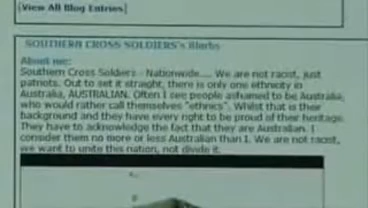 [View All Blog Entries]
SOUTHERN CROSS SOLDIERS's Blurbs
About me:
Southern Cross Soldiers - Nationwide.... We are not racist, just
patriots. Out to set it straight, there is only one ethnicity in
Australia, AUSTRALIAN. Often I see people ashamed to be Australia,
who would rather call themselves "ethnics". Whilst that is their
background and they have every right to be proud of their heritage.
They have to acknowledge the fact that they are Australian. I
consider them no more or less Australian than I. We are not racist,
we want to unite this nation, not divide it.